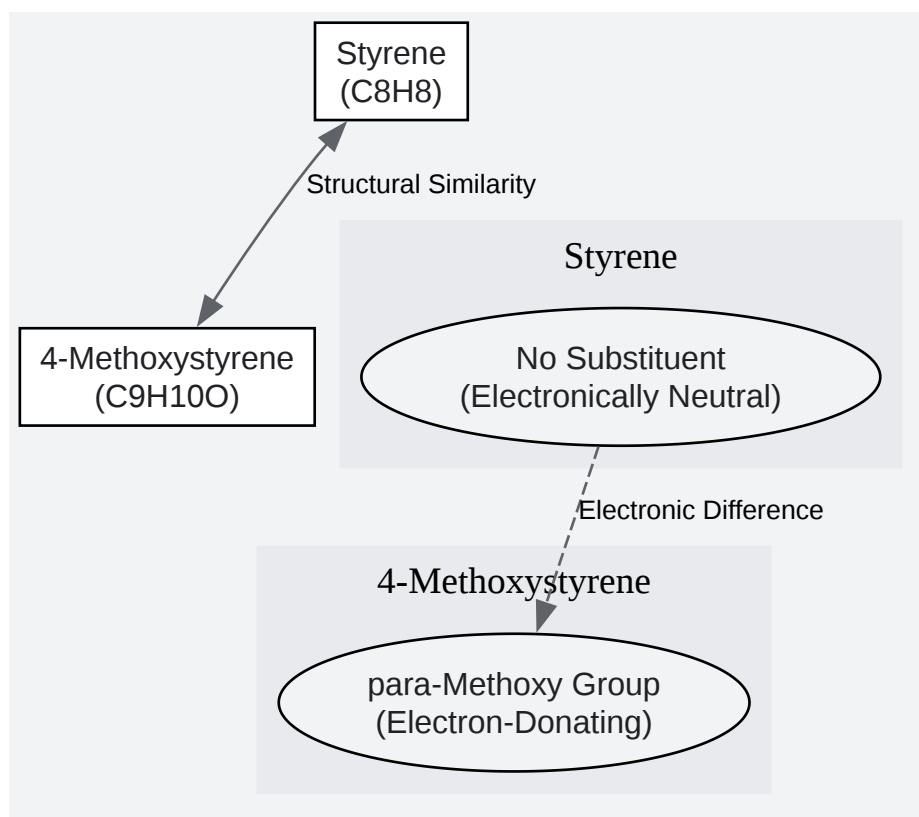 Styrene
(C8H8)
Structural Similarity
Styrene
4-Methoxystyrene
(C9H10O)
No Substituent
(Electronically Neutral)
Electronic Difference
4-Methoxystyrene
para-Methoxy Group
(Electron-Donating)